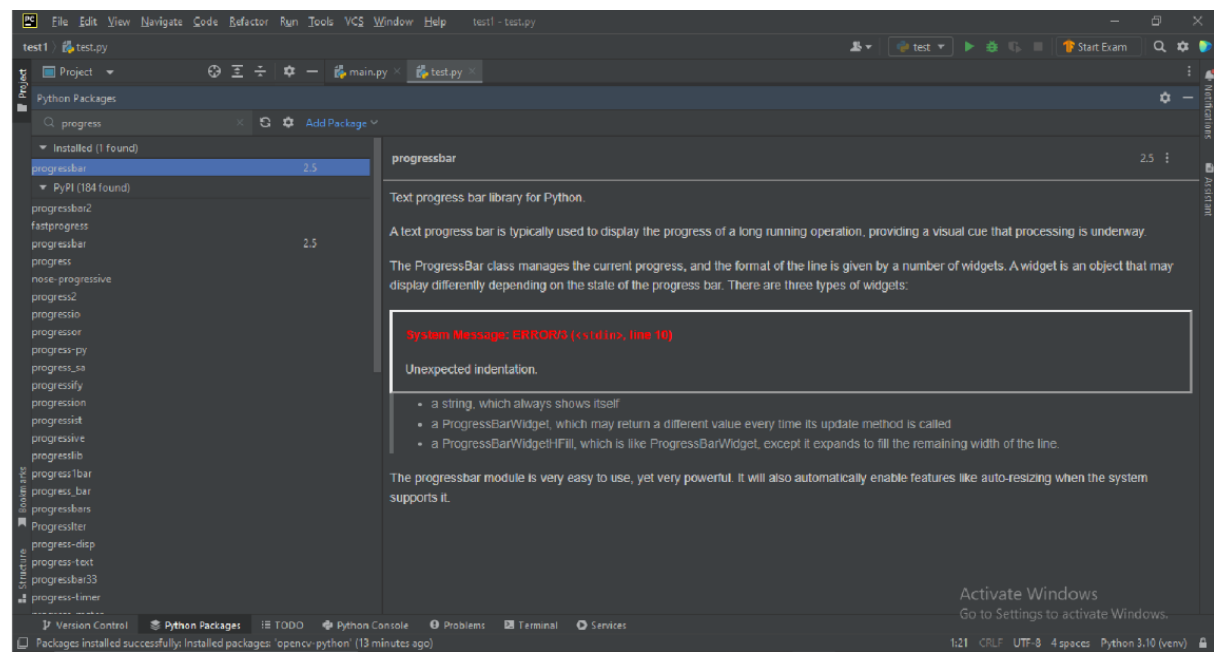 PC File Edit View Navigate Code Refactor Run Tools VCS Window Help test1 - test.py
test1 test.py test Start Exam
Project main.py test.py
Project
Python Packages
Notifications
progress Add Package
Installed (1 found)
progressbar 2.5
progressbar 2.5
PyPI (184 found)
Assistant
progressbar2
fastprogress
progressbar 2.5
progress
nose-progressive
progress2
progressio
progressor
progress-py
progress_sa
progressify
progression
progressist
progressive
progresslib
progress1bar
progress_bar
progressbars
ProgressIter
progress-disp
progress-text
progressbar33
progress-timer
Text progress bar library for Python.
A text progress bar is typically used to display the progress of a long running operation, providing a visual cue that processing is underway.
The ProgressBar class manages the current progress, and the format of the line is given by a number of widgets. A widget is an object that may
display differently depending on the state of the progress bar. There are three types of widgets:
System Message: ERROR/3 (<stdin>, line 10)
Unexpected indentation.
• a string, which always shows itself
• a ProgressBarWidget, which may return a different value every time its update method is called
• a ProgressBarWidgetHFill, which is like ProgressBarWidget, except it expands to fill the remaining width of the line.
The progressbar module is very easy to use, yet very powerful. It will also automatically enable features like auto-resizing when the system
supports it.
Bookmarks
Structure
Activate Windows
Go to Settings to activate Windows.
Version Control Python Packages TODO Python Console Problems Terminal Services
Packages installed successfully: Installed packages: 'opencv-python' (13 minutes ago) 1:21 CRLF UTF-8 4 spaces Python 3.10 (venv)